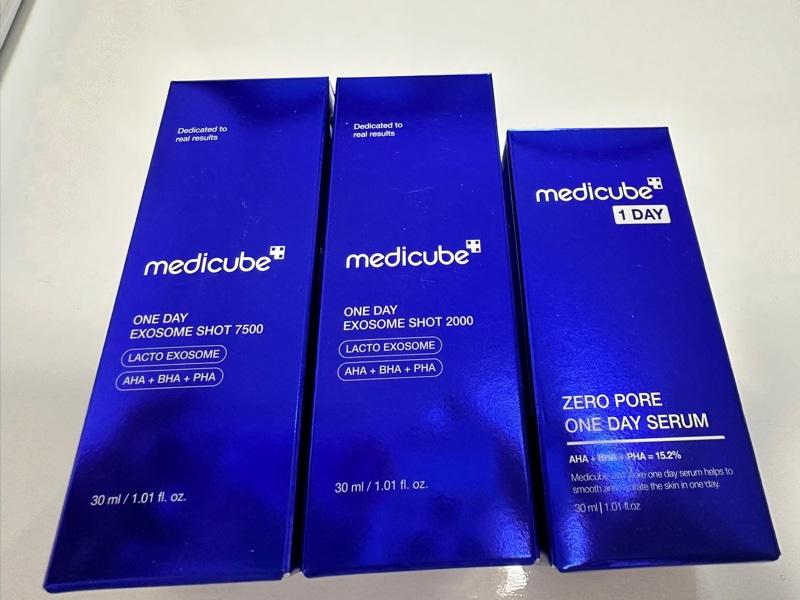 Dedicated to
real results
medicube
ONE DAY
EXOSOME SHOT 7500
LACTO EXOSOME
AHA + BHA + PHA
30 ml / 1.01 fl. oz.
Dedicated to
real results
medicube
ONE DAY
EXOSOME SHOT 2000
LACTO EXOSOME
AHA + BHA + PHA
30 ml / 1.01 fl. oz.
medicube
1 DAY
ZERO PORE
ONE DAY SERUM
AHA + BHA + PHA = 15.2%
Medicube pore one day serum helps to
smooth the skin in one day.
30 ml | 1.01 fl.oz